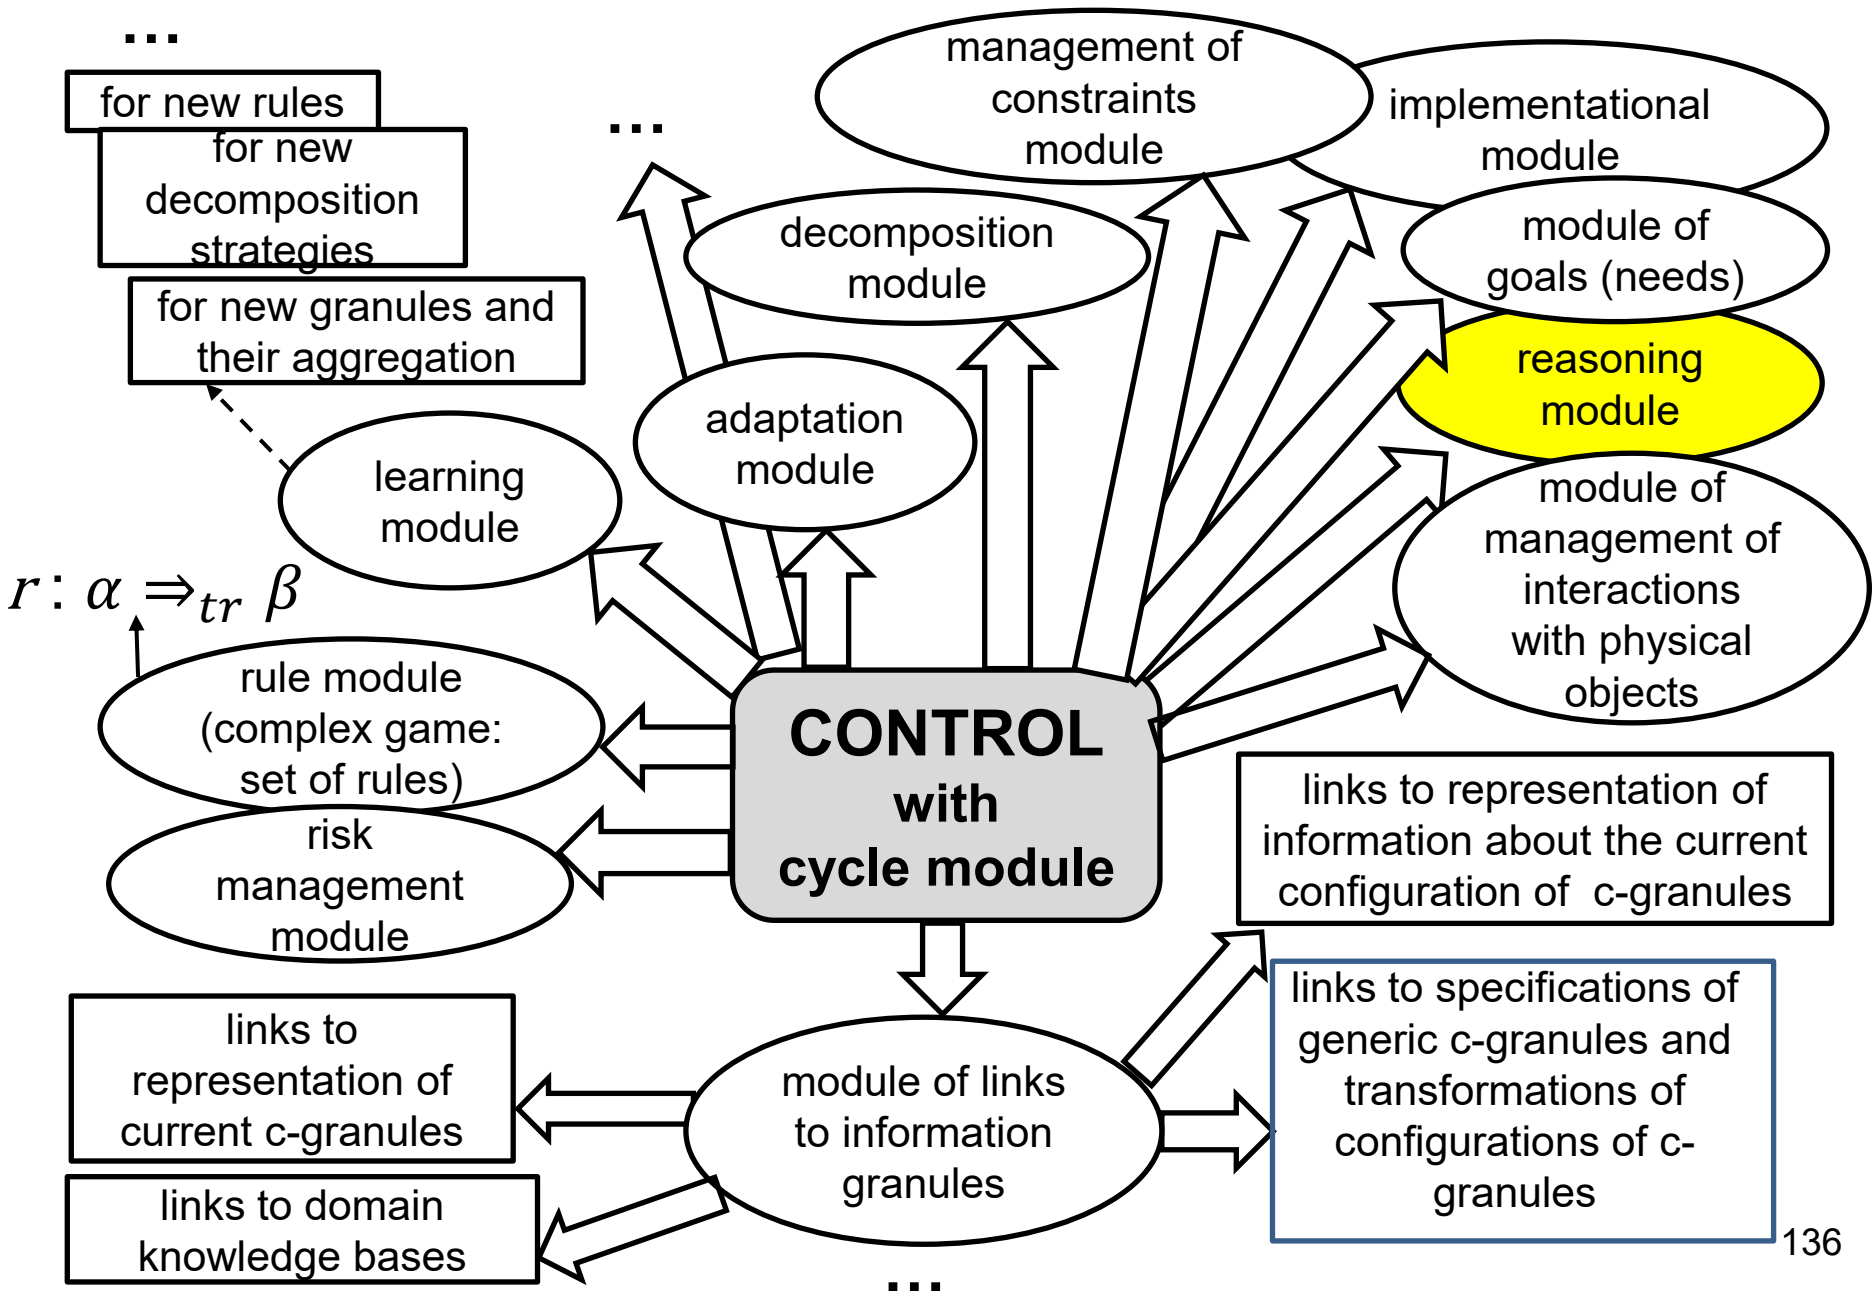 ...
for new rules
for new
decomposition
strategies
for new granules and
their aggregation
...
management of
constraints
module
implementational
module
decomposition
module
module of
goals (needs)
reasoning
module
adaptation
module
learning
module
module of
management of
interactions
with physical
objects
r : α ⇒tr β
rule module
(complex game:
set of rules)
risk
management
module
CONTROL
with
cycle module
links to representation of
information about the current
configuration of c-granules
links to specifications of
generic c-granules and
transformations of
configurations of c-
granules
links to
representation of
current c-granules
module of links
to information
granules
links to domain
knowledge bases
...
136